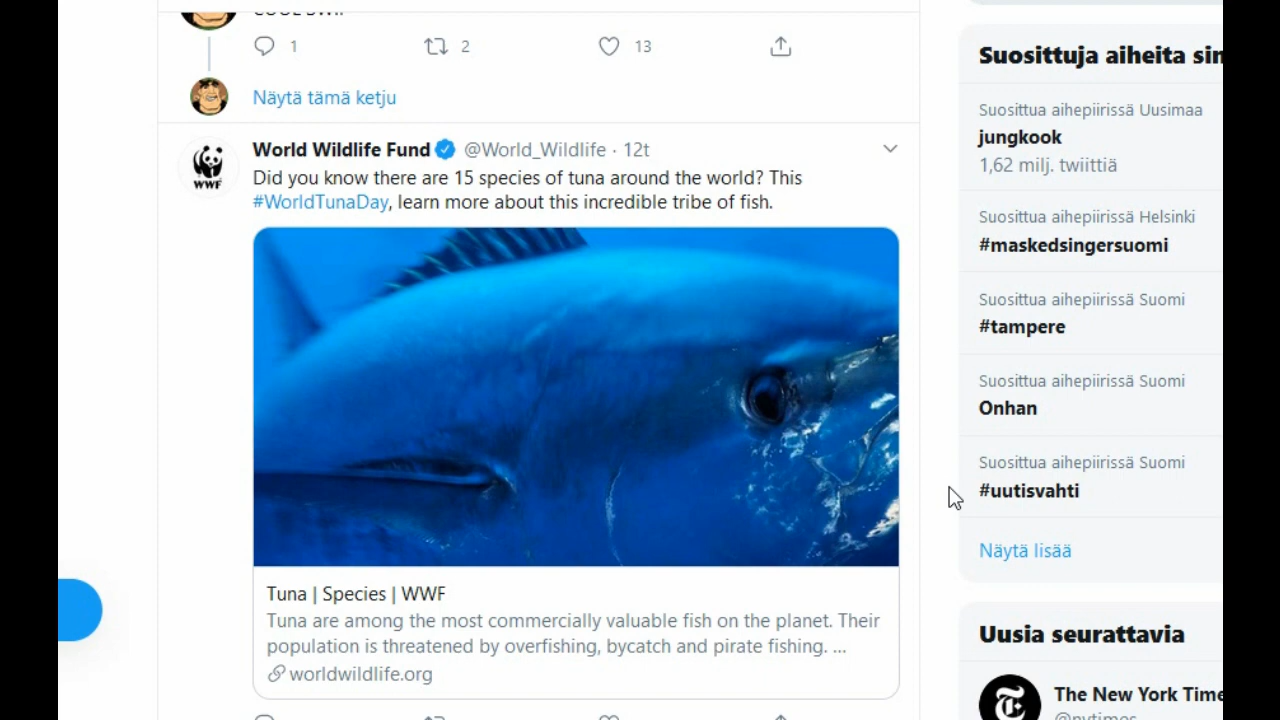 1 2 13
Näytä tämä ketju
World Wildlife Fund @World_Wildlife · 12t
Did you know there are 15 species of tuna around the world? This
#WorldTunaDay, learn more about this incredible tribe of fish.
WWF
Tuna | Species | WWF
Tuna are among the most commercially valuable fish on the planet. Their
population is threatened by overfishing, bycatch and pirate fishing. ...
worldwildlife.org
Suosittuja aiheita sin
Suosittua aihepiirissä Uusimaa
jungkook
1,62 milj. twiittiä
Suosittua aihepiirissä Helsinki
#maskedsingersuomi
Suosittua aihepiirissä Suomi
#tampere
Suosittua aihepiirissä Suomi
Onhan
Suosittua aihepiirissä Suomi
#uutisvahti
Näytä lisää
Uusia seurattavia
The New York Time
@nytimes